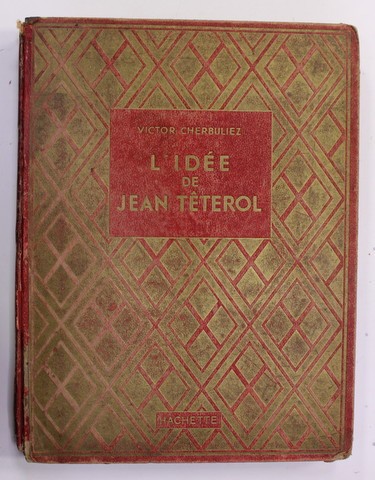 VICTOR CHERBULIEZ
L'IDÉE
DE
JEAN TÊTEROL
HACHETTE